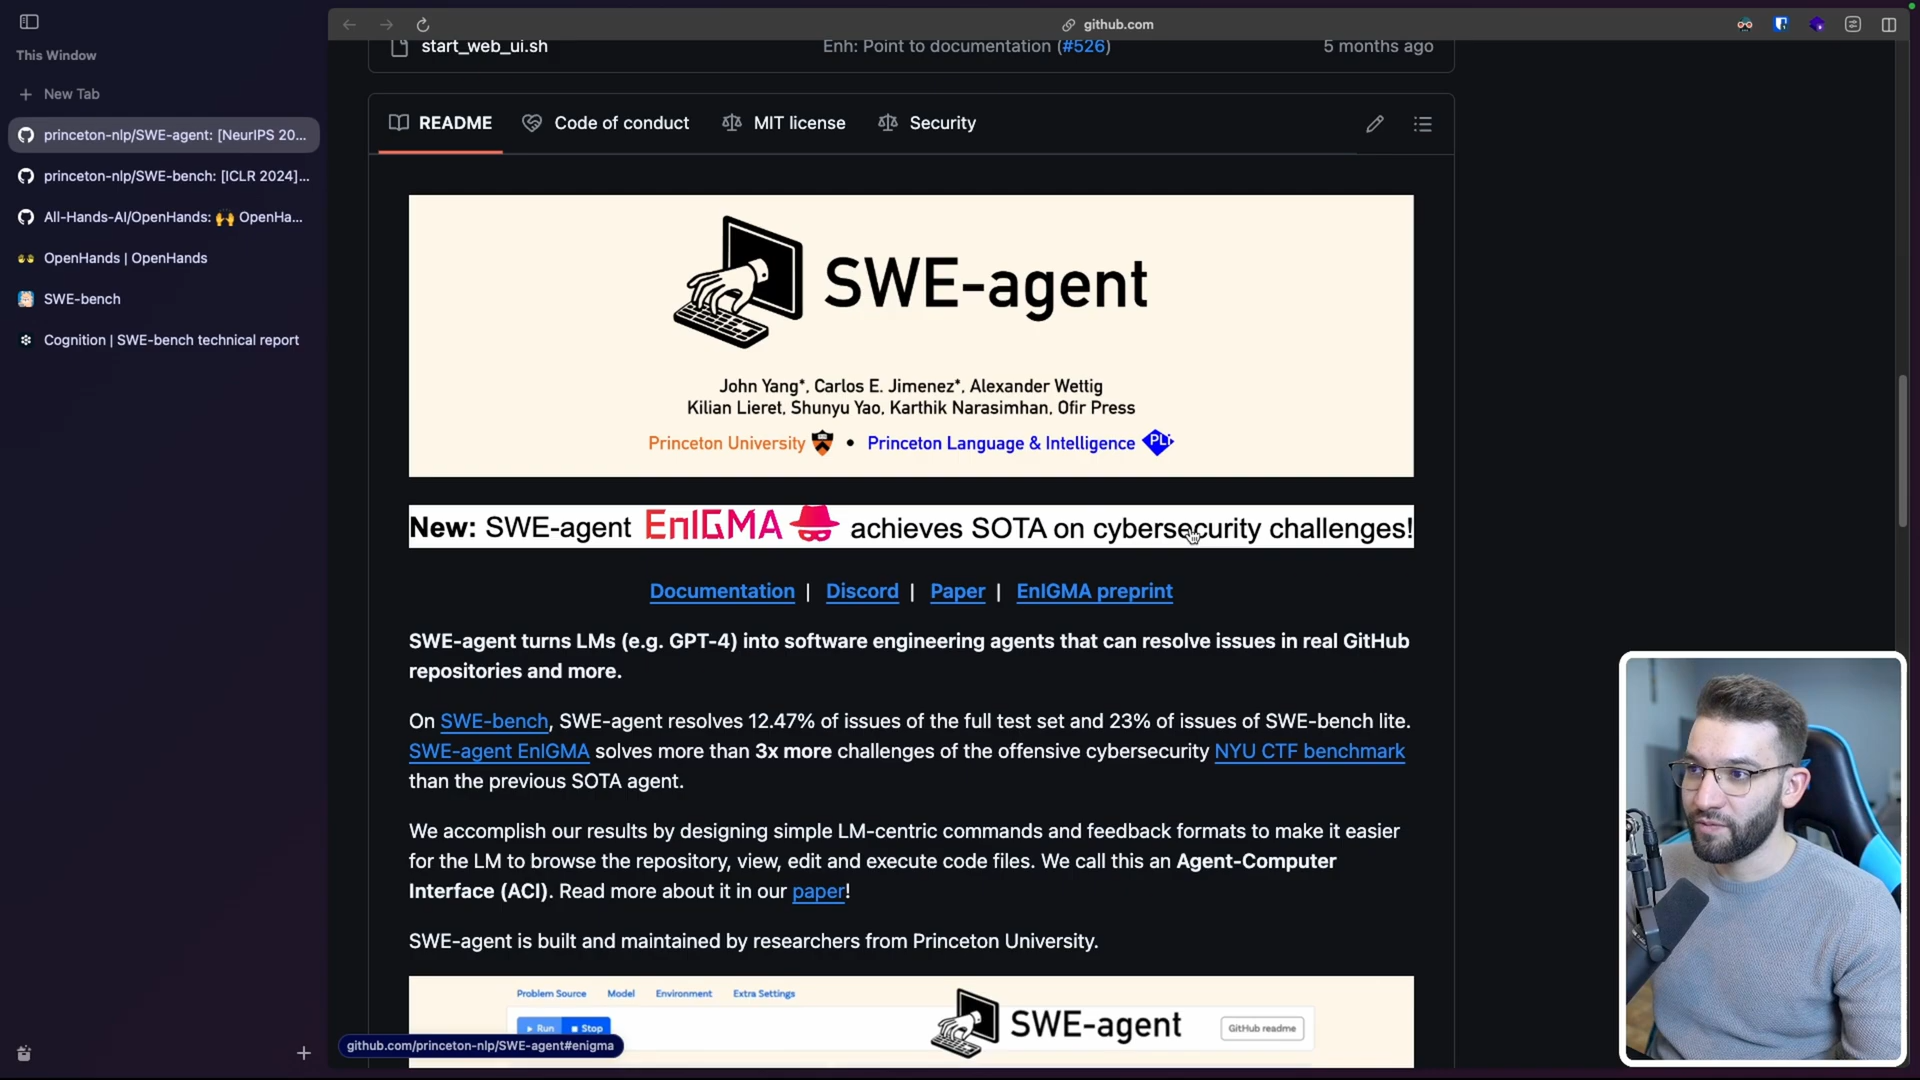 This Window
github.com
New Tab
princeton-nlp/SWE-agent: [NeurIPS 20...
princeton-nlp/SWE-bench: [ICLR 2024]...
All-Hands-AI/OpenHands: 🙌 OpenHa...
OpenHands | OpenHands
SWE-bench
Cognition | SWE-bench technical report
start_web_ui.sh Enh: Point to documentation (#526) 5 months ago
README Code of conduct MIT license Security
SWE-agent
John Yang*, Carlos E. Jimenez*, Alexander Wettig
Kilian Lieret, Shunyu Yao, Karthik Narasimhan, Ofir Press
Princeton University • Princeton Language & Intelligence PLI
New: SWE-agent EnIGMA achieves SOTA on cybersecurity challenges!
Documentation | Discord | Paper | EnIGMA preprint
SWE-agent turns LMs (e.g. GPT-4) into software engineering agents that can resolve issues in real GitHub
repositories and more.
On SWE-bench, SWE-agent resolves 12.47% of issues of the full test set and 23% of issues of SWE-bench lite.
SWE-agent EnIGMA solves more than 3x more challenges of the offensive cybersecurity NYU CTF benchmark
than the previous SOTA agent.
We accomplish our results by designing simple LM-centric commands and feedback formats to make it easier
for the LM to browse the repository, view, edit and execute code files. We call this an Agent-Computer
Interface (ACI). Read more about it in our paper!
SWE-agent is built and maintained by researchers from Princeton University.
Problem Source Model Environment Extra Settings
Run Stop SWE-agent GitHub readme
github.com/princeton-nlp/SWE-agent#enigma